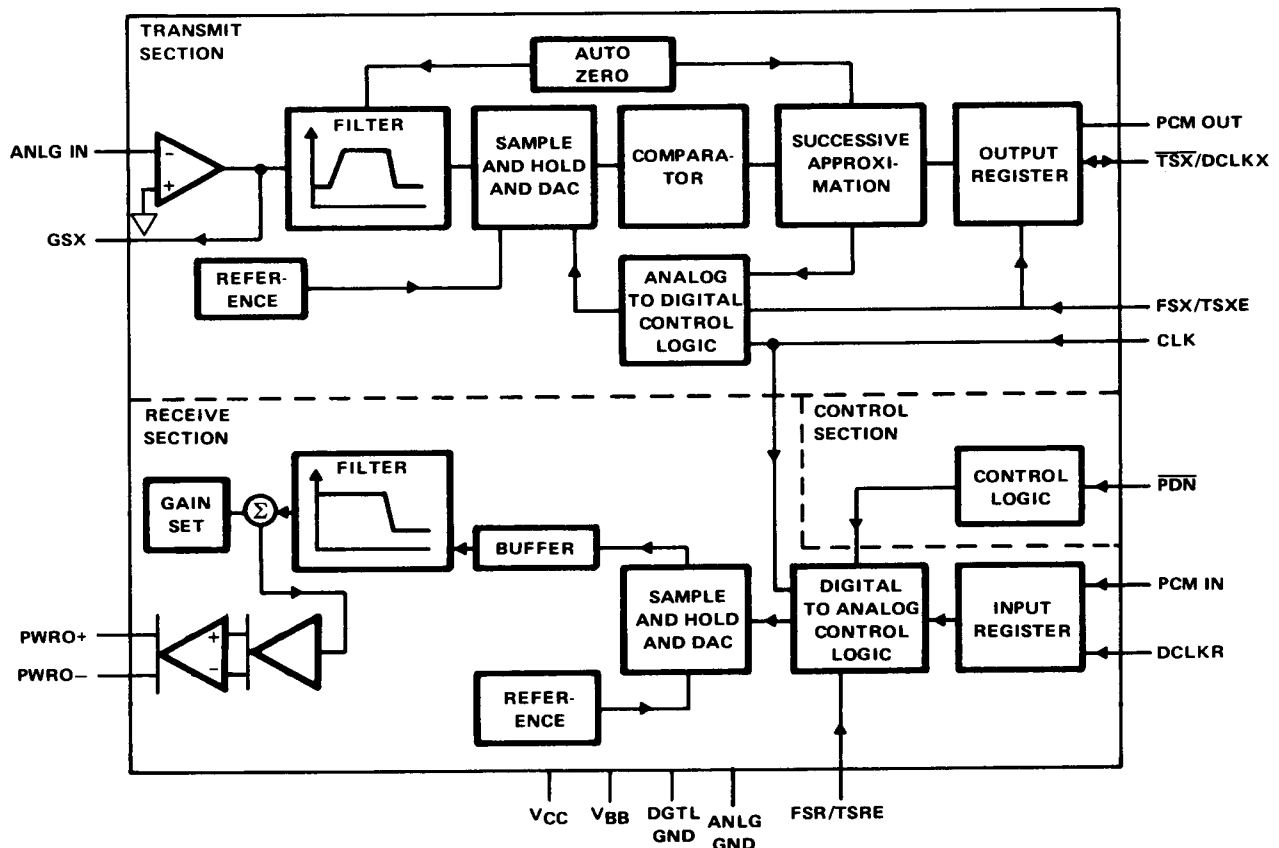 TRANSMIT
SECTION
AUTO
ZERO
ANLG IN
−
+
GSX
FILTER
SAMPLE
AND HOLD
AND DAC
COMPARA-
TOR
SUCCESSIVE
APPROXI-
MATION
OUTPUT
REGISTER
PCM OUT
TSX/DCLKX
REFER-
ENCE
ANALOG
TO DIGITAL
CONTROL
LOGIC
FSX/TSXE
CLK
RECEIVE
SECTION
CONTROL
SECTION
GAIN
SET
Σ
FILTER
BUFFER
CONTROL
LOGIC
PDN
SAMPLE
AND HOLD
AND DAC
DIGITAL
TO ANALOG
CONTROL
LOGIC
INPUT
REGISTER
PCM IN
DCLKR
PWRO+
PWRO−
+
−
REFER-
ENCE
VCC
VBB
DGTL
GND
ANLG
GND
FSR/TSRE